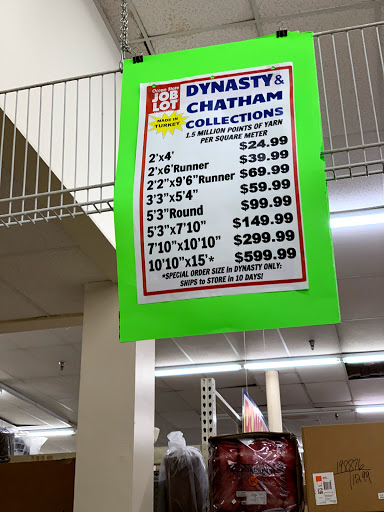 Ocean State
JOB
LOT
MADE IN
TURKEY
DYNASTY &
CHATHAM
COLLECTIONS
1.5 MILLION POINTS OF YARN
PER SQUARE METER
2'x4' $24.99
2'x6'Runner $39.99
2'2"x9'6"Runner $69.99
3'3"x5'4" $59.99
5'3"Round $99.99
5'3"x7'10" $149.99
7'10"x10'10" $299.99
10'10"x15'* $599.99
*SPECIAL ORDER SIZE in DYNASTY ONLY:
SHIPS to STORE in 10 DAYS!